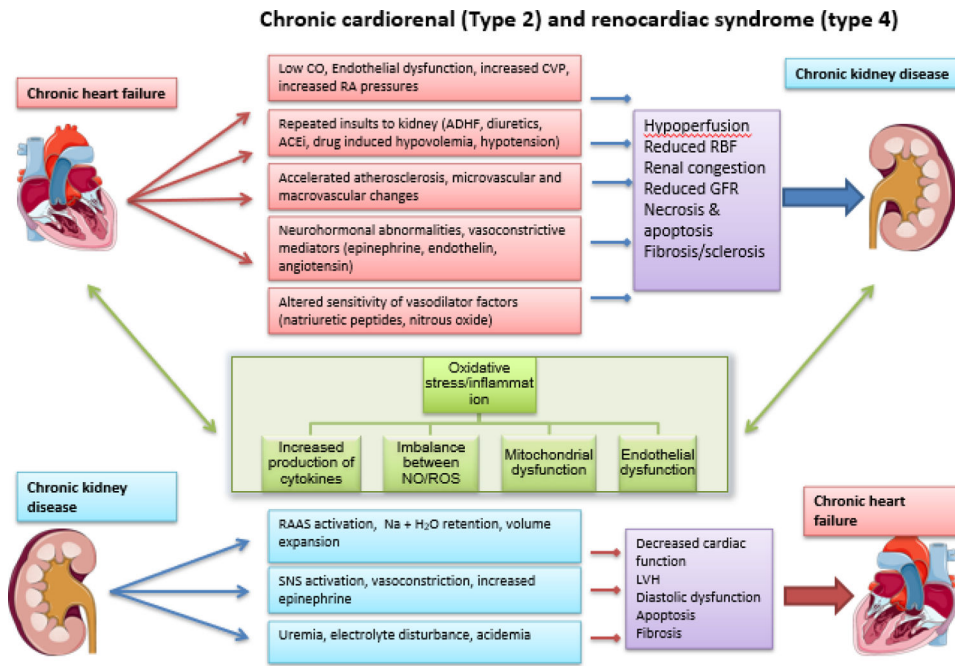 Chronic cardiorenal (Type 2) and renocardiac syndrome (type 4)
Chronic heart failure
Low CO, Endothelial dysfunction, increased CVP,
increased RA pressures
Repeated insults to kidney (ADHF, diuretics,
ACEi, drug induced hypovolemia, hypotension)
Accelerated atherosclerosis, microvascular and
macrovascular changes
Neurohormonal abnormalities, vasoconstrictive
mediators (epinephrine, endothelin,
angiotensin)
Altered sensitivity of vasodilator factors
(natriuretic peptides, nitrous oxide)
Hypoperfusion
Reduced RBF
Renal congestion
Reduced GFR
Necrosis &
apoptosis
Fibrosis/sclerosis
Chronic kidney disease
Oxidative
stress/inflammat
ion
Increased
production of
cytokines
Imbalance
between
NO/ROS
Mitochondrial
dysfunction
Endothelial
dysfunction
Chronic kidney
disease
RAAS activation, Na + H₂O retention, volume
expansion
SNS activation, vasoconstriction, increased
epinephrine
Uremia, electrolyte disturbance, acidemia
Decreased cardiac
function
LVH
Diastolic dysfunction
Apoptosis
Fibrosis
Chronic heart
failure